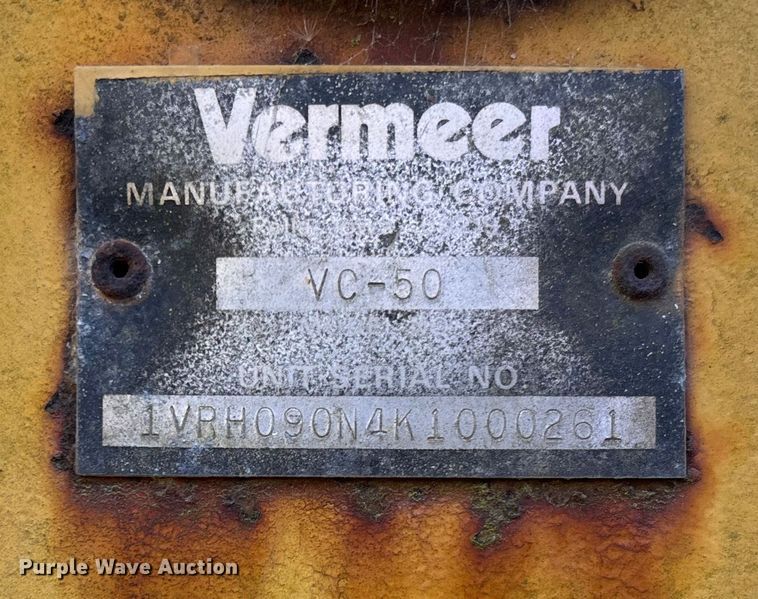 Vermeer
MANUFACTURING COMPANY
VC-50
UNIT SERIAL NO.
1VRH090N4K1000261
Purple Wave Auction